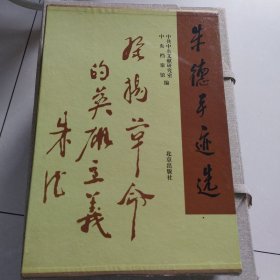 朱德手迹选
中共中央文献研究室
中央档案馆 编
发扬革命
的英雄主义
朱德
北京出版社